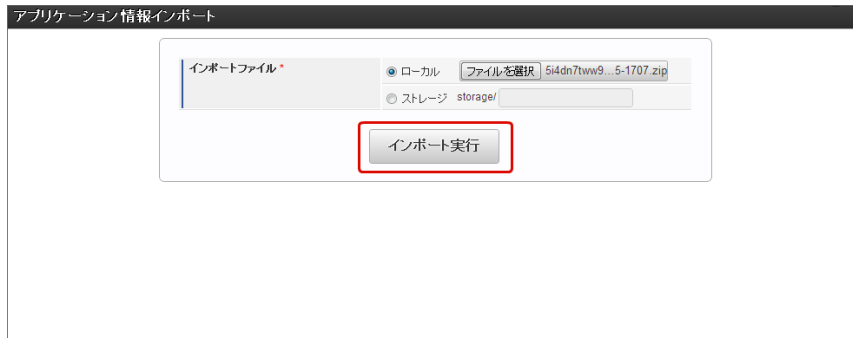 アプリケーション情報インポート
インポートファイル * ローカル ファイルを選択 5i4dn7tww9...5-1707.zip
ストレージ storage/
インポート実行